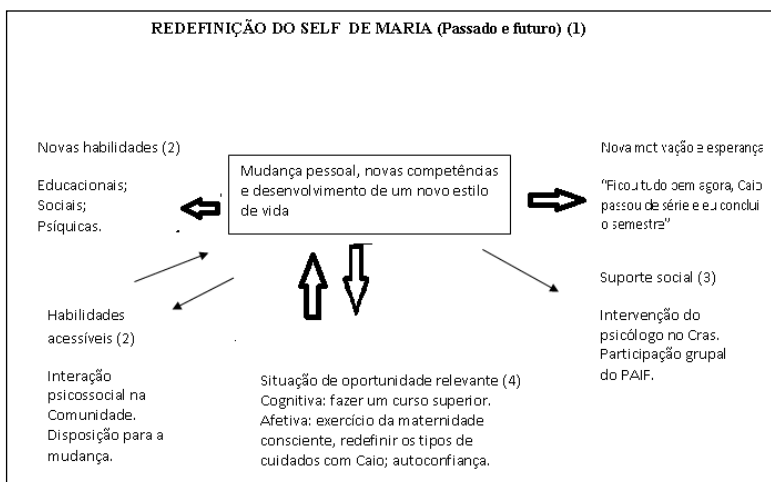 REDEFINIÇÃO DO SELF DE MARIA (Passado e futuro) (1)
Novas habilidades (2)
Educacionais;
Sociais;
Psíquicas.
Mudança pessoal, novas competências
e desenvolvimento de um novo estilo
de vida
Nova motivação e esperança
"Ficou tudo bem agora, Caio
passou de série e eu conclui
o semestre"
Suporte social (3)
Intervenção do
psicólogo no Cras.
Participação grupal
do PAIF.
Habilidades
acessíveis (2)
Interação
psicossocial na
Comunidade.
Disposição para a
mudança.
Situação de oportunidade relevante (4)
Cognitiva: fazer um curso superior.
Afetiva: exercício da maternidade
consciente, redefinir os tipos de
cuidados com Caio; autoconfiança.